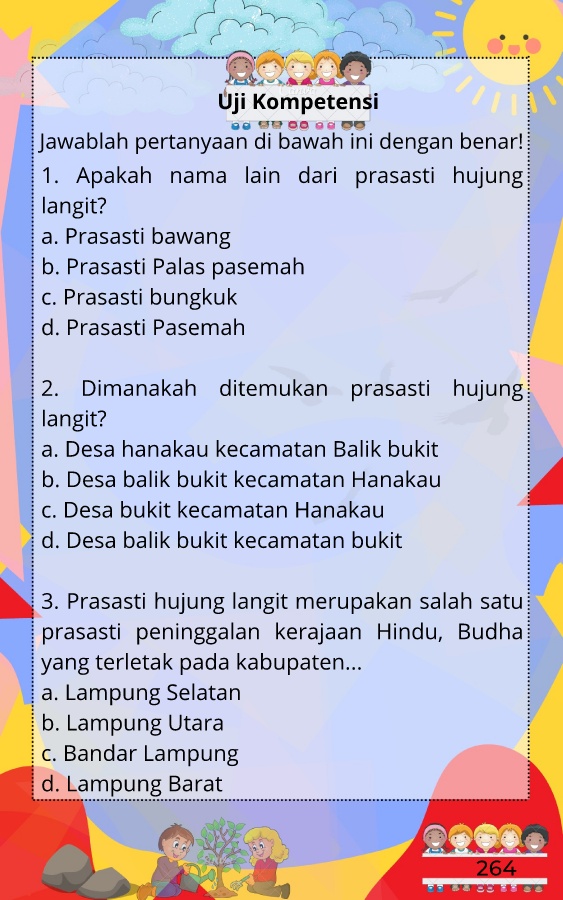 Uji Kompetensi
Jawablah pertanyaan di bawah ini dengan benar!
1. Apakah nama lain dari prasasti hujung
langit?
a. Prasasti bawang
b. Prasasti Palas pasemah
c. Prasasti bungkuk
d. Prasasti Pasemah
2. Dimanakah ditemukan prasasti hujung
langit?
a. Desa hanakau kecamatan Balik bukit
b. Desa balik bukit kecamatan Hanakau
c. Desa bukit kecamatan Hanakau
d. Desa balik bukit kecamatan bukit
3. Prasasti hujung langit merupakan salah satu
prasasti peninggalan kerajaan Hindu, Budha
yang terletak pada kabupaten...
a. Lampung Selatan
b. Lampung Utara
c. Bandar Lampung
d. Lampung Barat
264